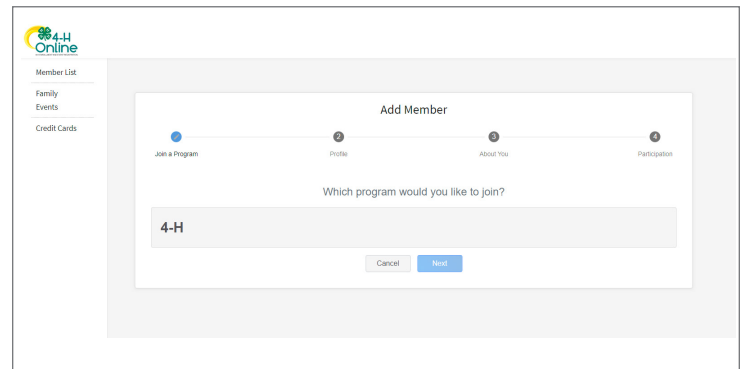 4-H
Online
Member List
Family
Events
Credit Cards
Add Member
2
3
4
Join a Program
Profile
About You
Participation
Which program would you like to join?
4-H
Cancel
Next